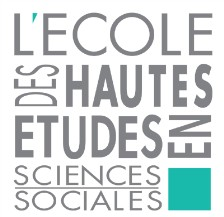 L'ECOLE
DES HAUTES
ETUDES EN
SCIENCES
SOCIALES